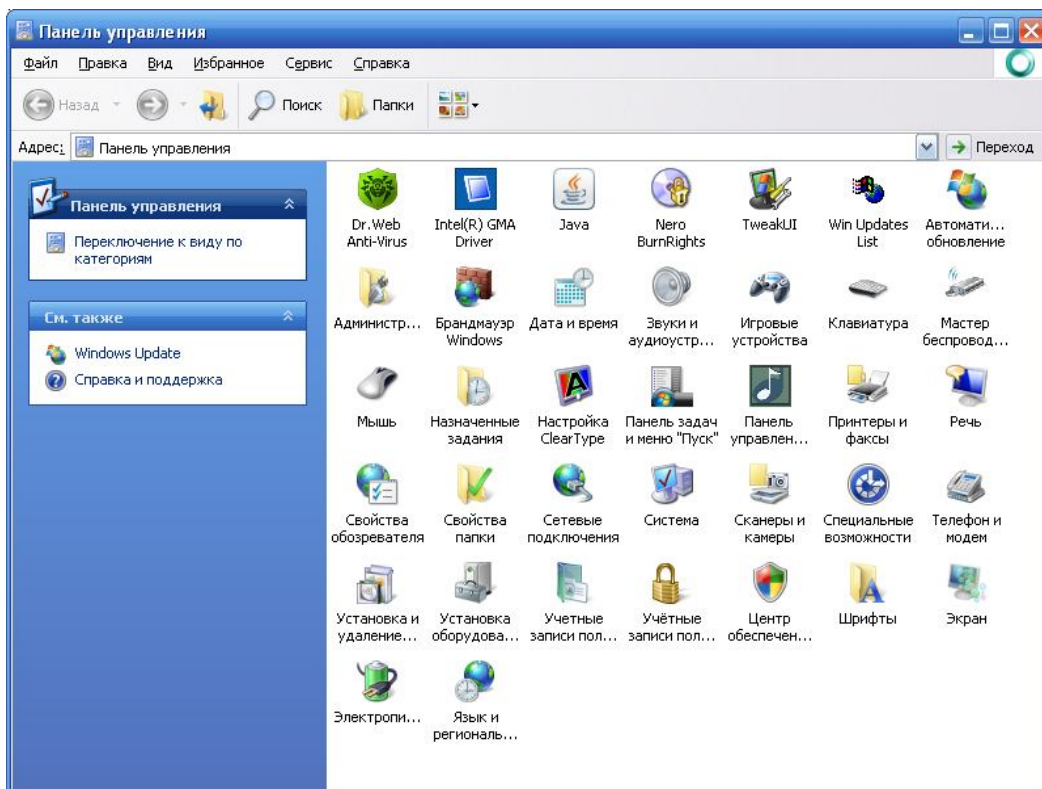 Панель управления
Файл Правка Вид Избранное Сервис Справка
Назад Поиск Папки
Адрес: Панель управления Переход
Панель управления
Переключение к виду по
категориям
См. также
Windows Update
Справка и поддержка
Dr.Web
Anti-Virus
Intel(R) GMA
Driver
Java
Nero
BurnRights
TweakUI
Win Updates
List
Автомати...
обновление
Администр...
Брандмауэр
Windows
Дата и время
Звуки и
аудиоустр...
Игровые
устройства
Клавиатура
Мастер
беспровод...
Мышь
Назначенные
задания
Настройка
ClearType
Панель задач
и меню "Пуск"
Панель
управлен...
Принтеры и
факсы
Речь
Свойства
обозревателя
Свойства
папки
Сетевые
подключения
Система
Сканеры и
камеры
Специальные
возможности
Телефон и
модем
Установка и
удаление...
Установка
оборудова...
Учетные
записи пол...
Учётные
записи пол...
Центр
обеспечен...
Шрифты
Экран
Электропи...
Язык и
региональ...